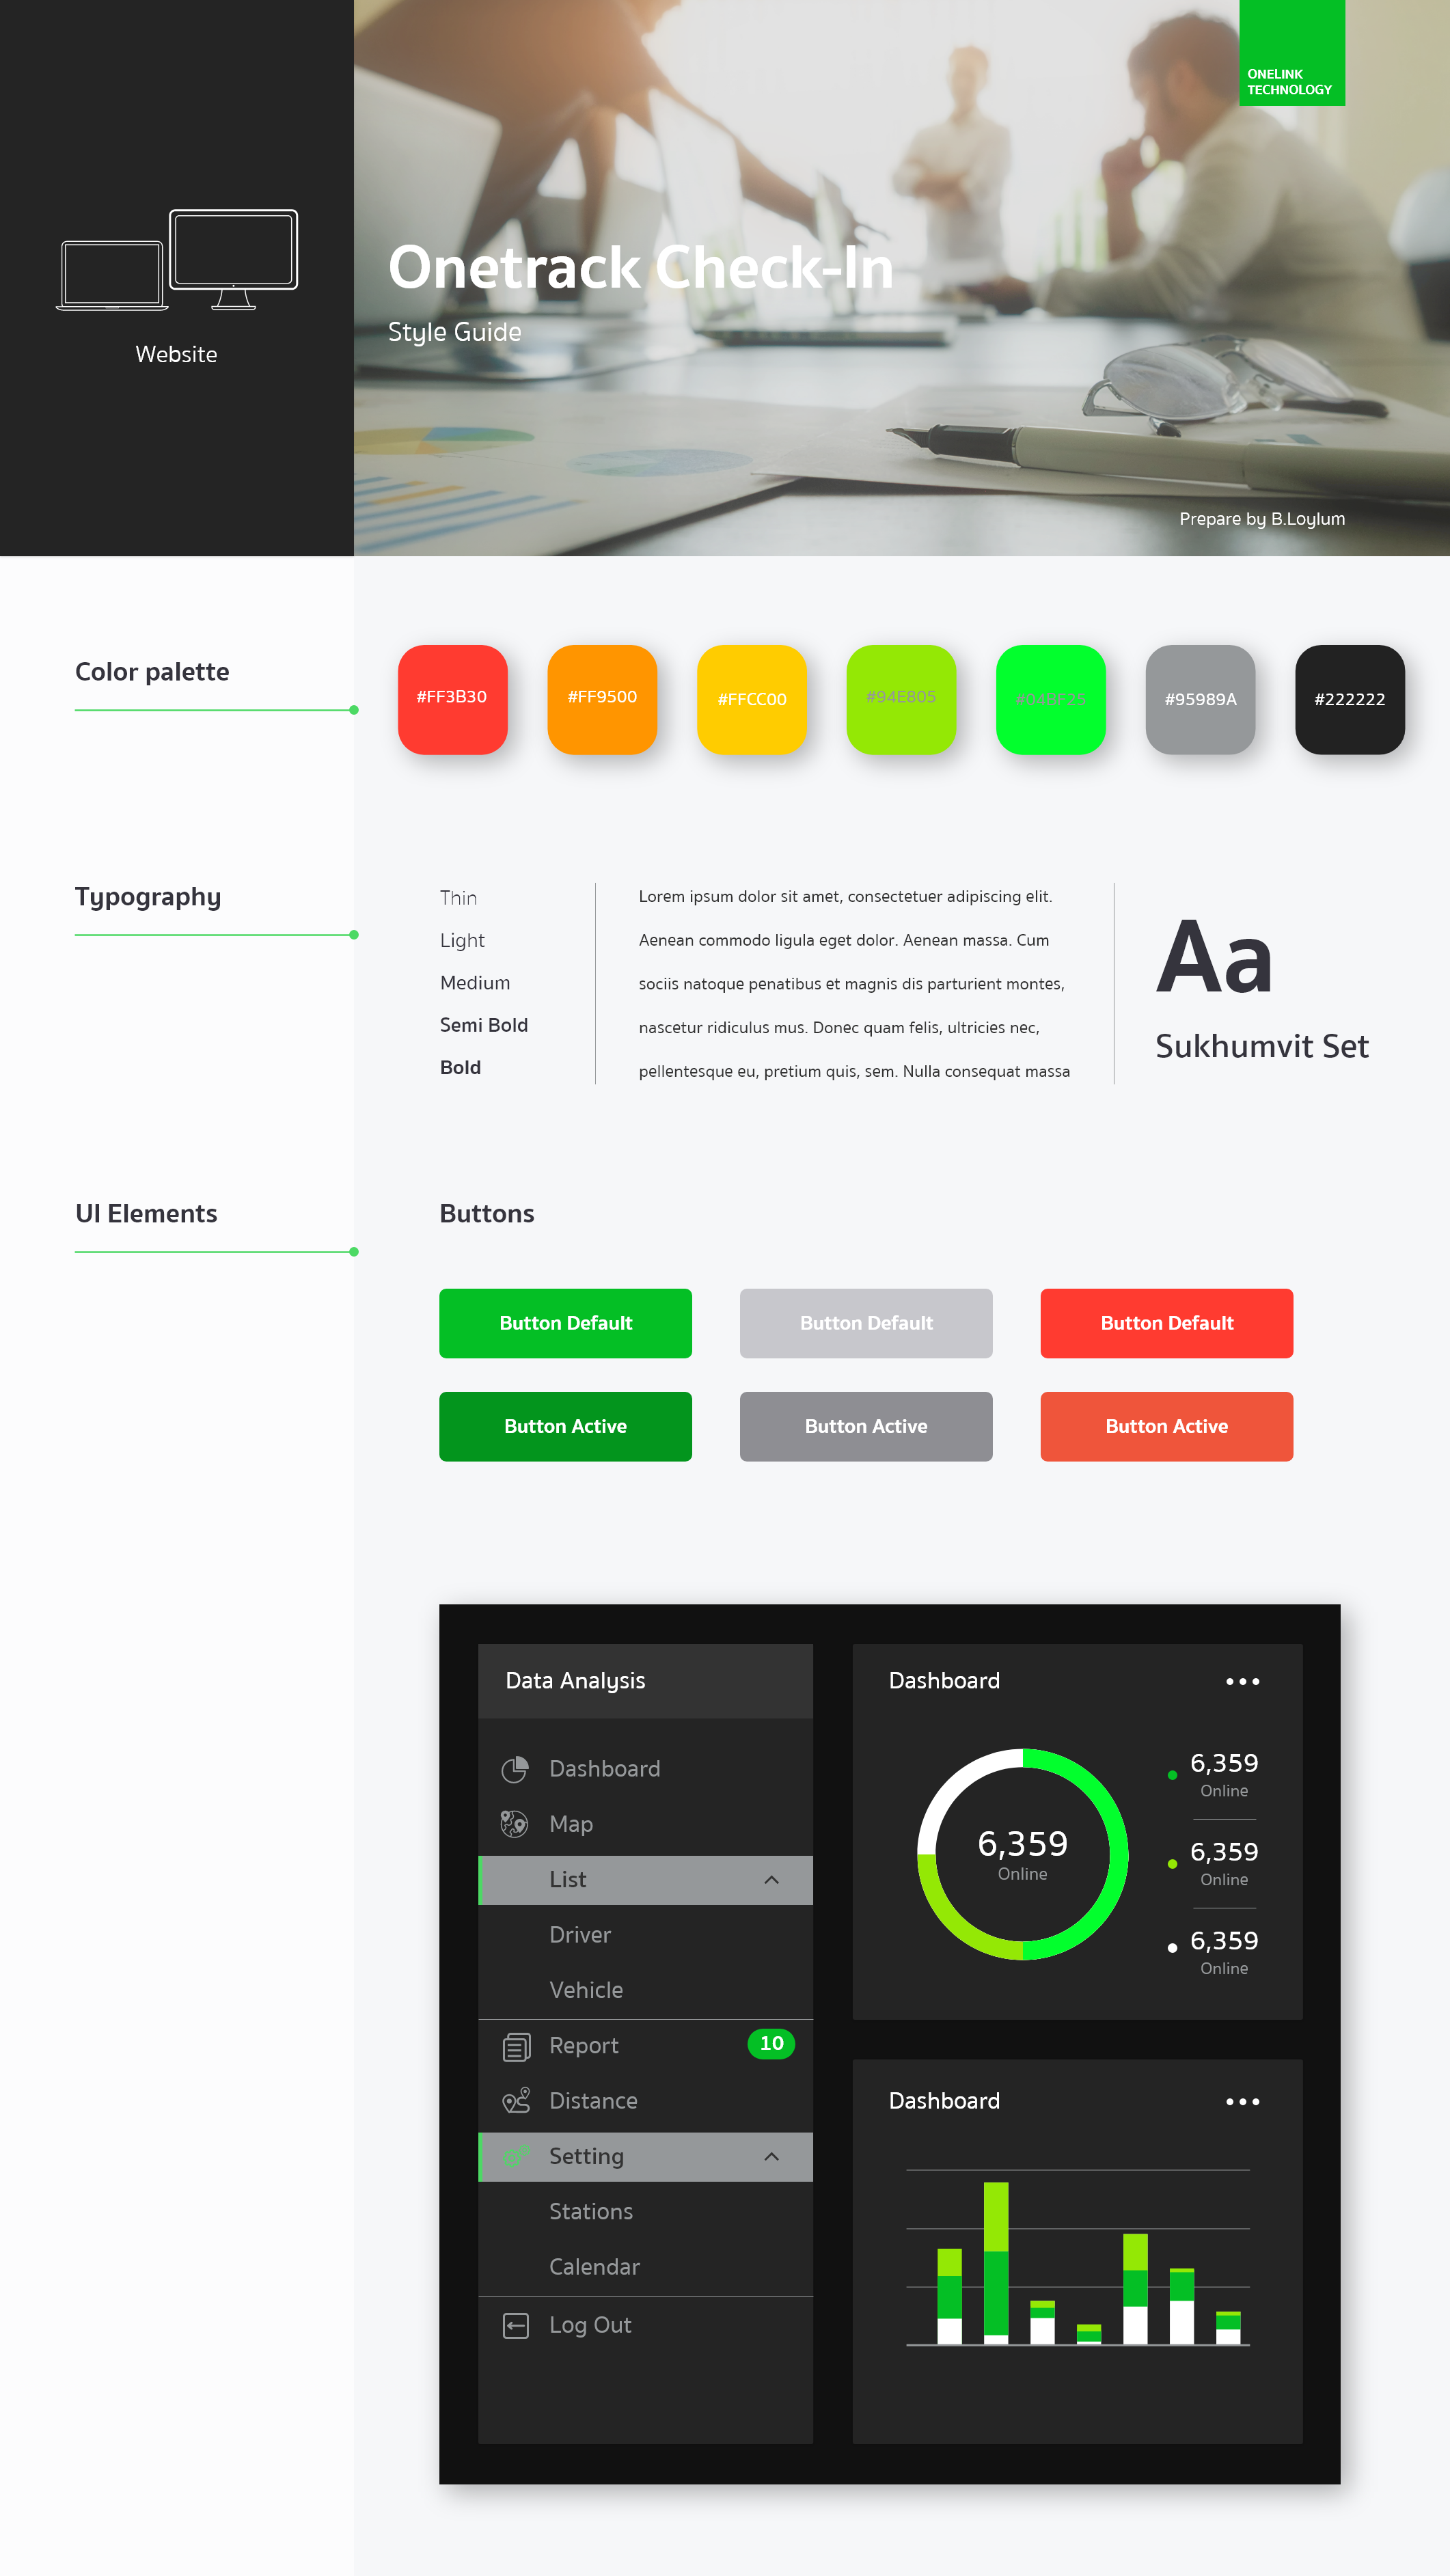 ONELINK
TECHNOLOGY
Website
Onetrack Check-In
Style Guide
Prepare by B.Loylum
Color palette
#FF3B30
#FF9500
#FFCC00
#94E805
#04BF25
#95989A
#222222
Typography
Thin
Light
Medium
Semi Bold
Bold
Lorem ipsum dolor sit amet, consectetuer adipiscing elit.
Aenean commodo ligula eget dolor. Aenean massa. Cum
sociis natoque penatibus et magnis dis parturient montes,
nascetur ridiculus mus. Donec quam felis, ultricies nec,
pellentesque eu, pretium quis, sem. Nulla consequat massa
Aa
Sukhumvit Set
UI Elements
Buttons
Button Default
Button Default
Button Default
Button Active
Button Active
Button Active
Data Analysis
Dashboard
Map
List
Driver
Vehicle
Report
10
Distance
Setting
Stations
Calendar
Log Out
Dashboard
6,359
Online
6,359
Online
6,359
Online
6,359
Online
Dashboard